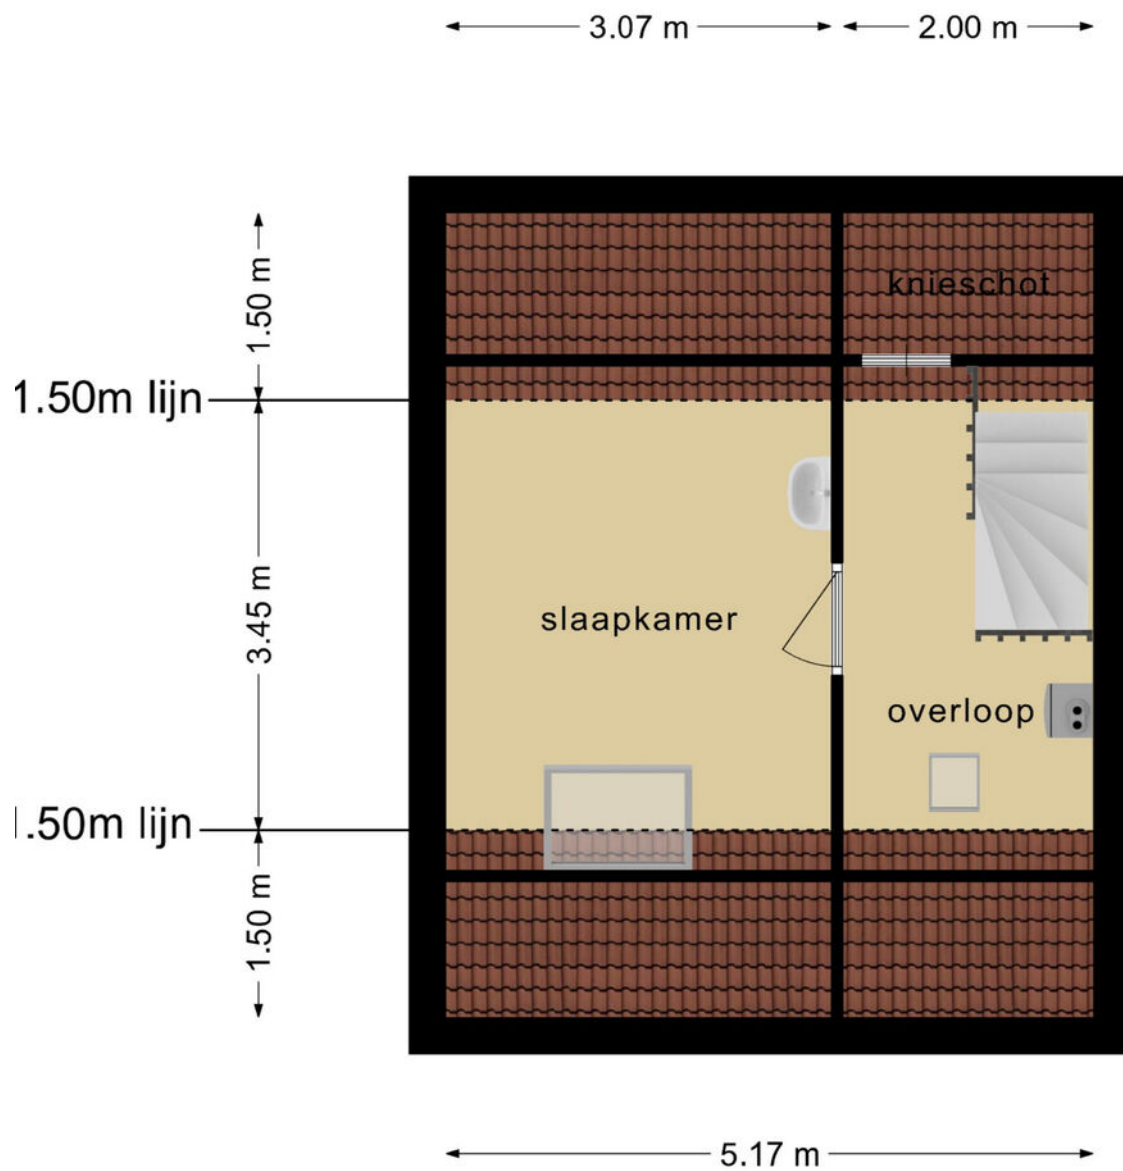 3.07 m
2.00 m
1.50 m
knieschot
1.50m lijn
3.45 m
slaapkamer
overloop
.50m lijn
1.50 m
5.17 m